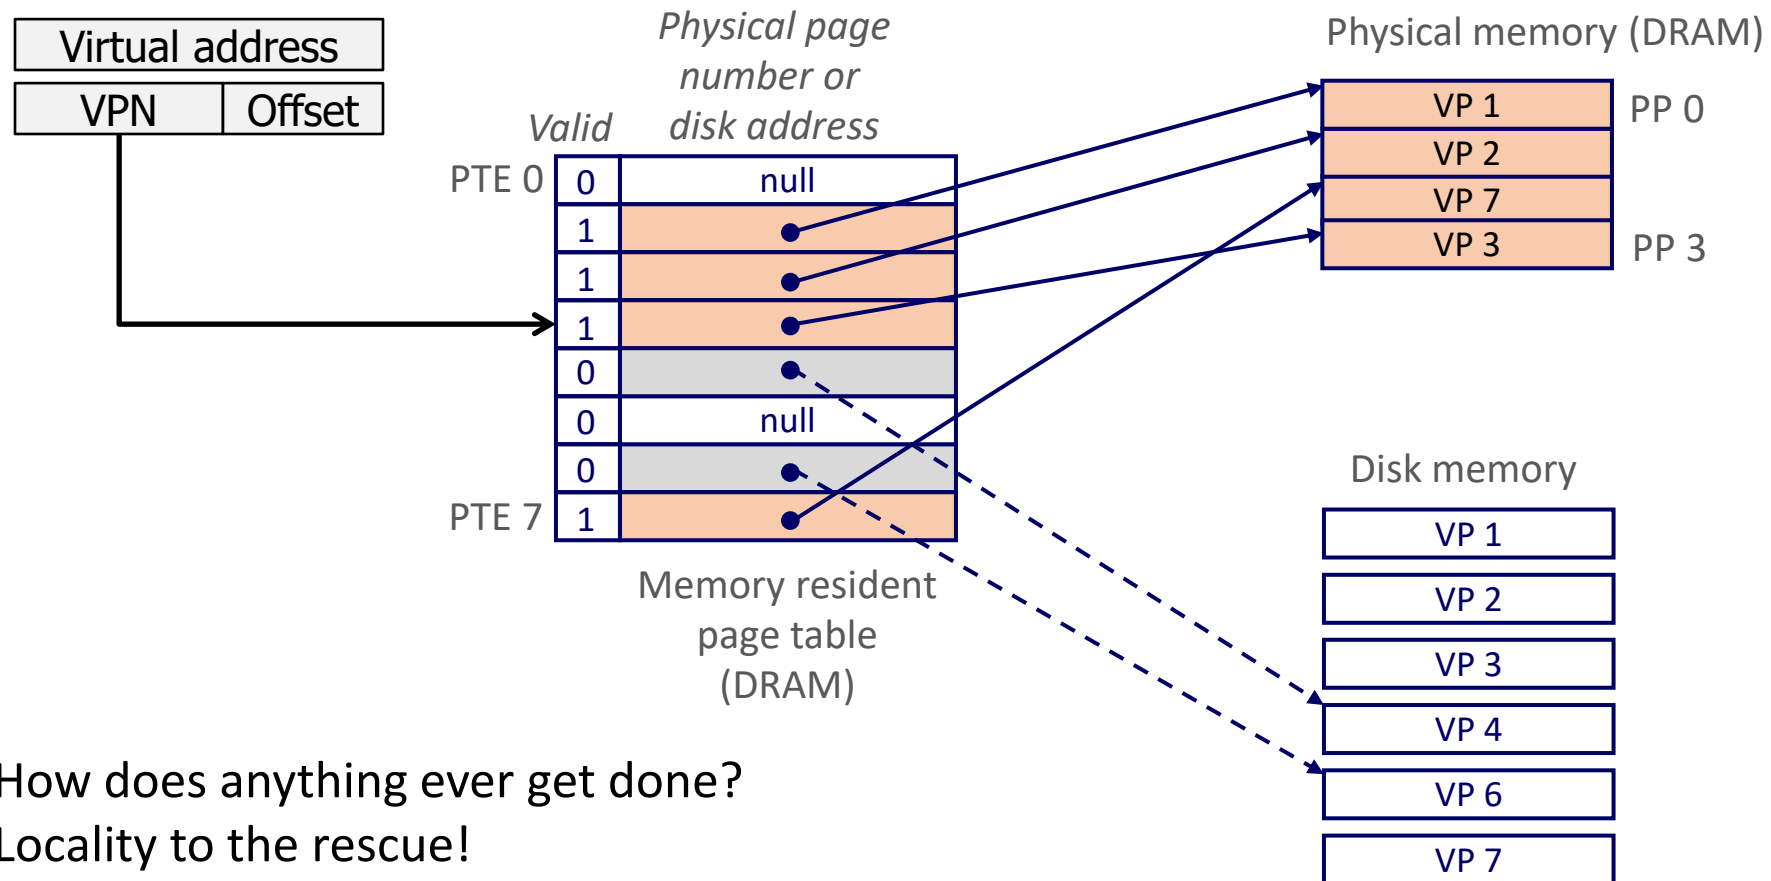 Virtual address
VPN Offset
Physical page
number or
disk address
Valid
PTE 0 0 null
1
1
1
0
0 null
0
PTE 7 1
Memory resident
page table
(DRAM)
Physical memory (DRAM)
VP 1 PP 0
VP 2
VP 7
VP 3 PP 3
Disk memory
VP 1
VP 2
VP 3
VP 4
VP 6
VP 7
How does anything ever get done?
Locality to the rescue!